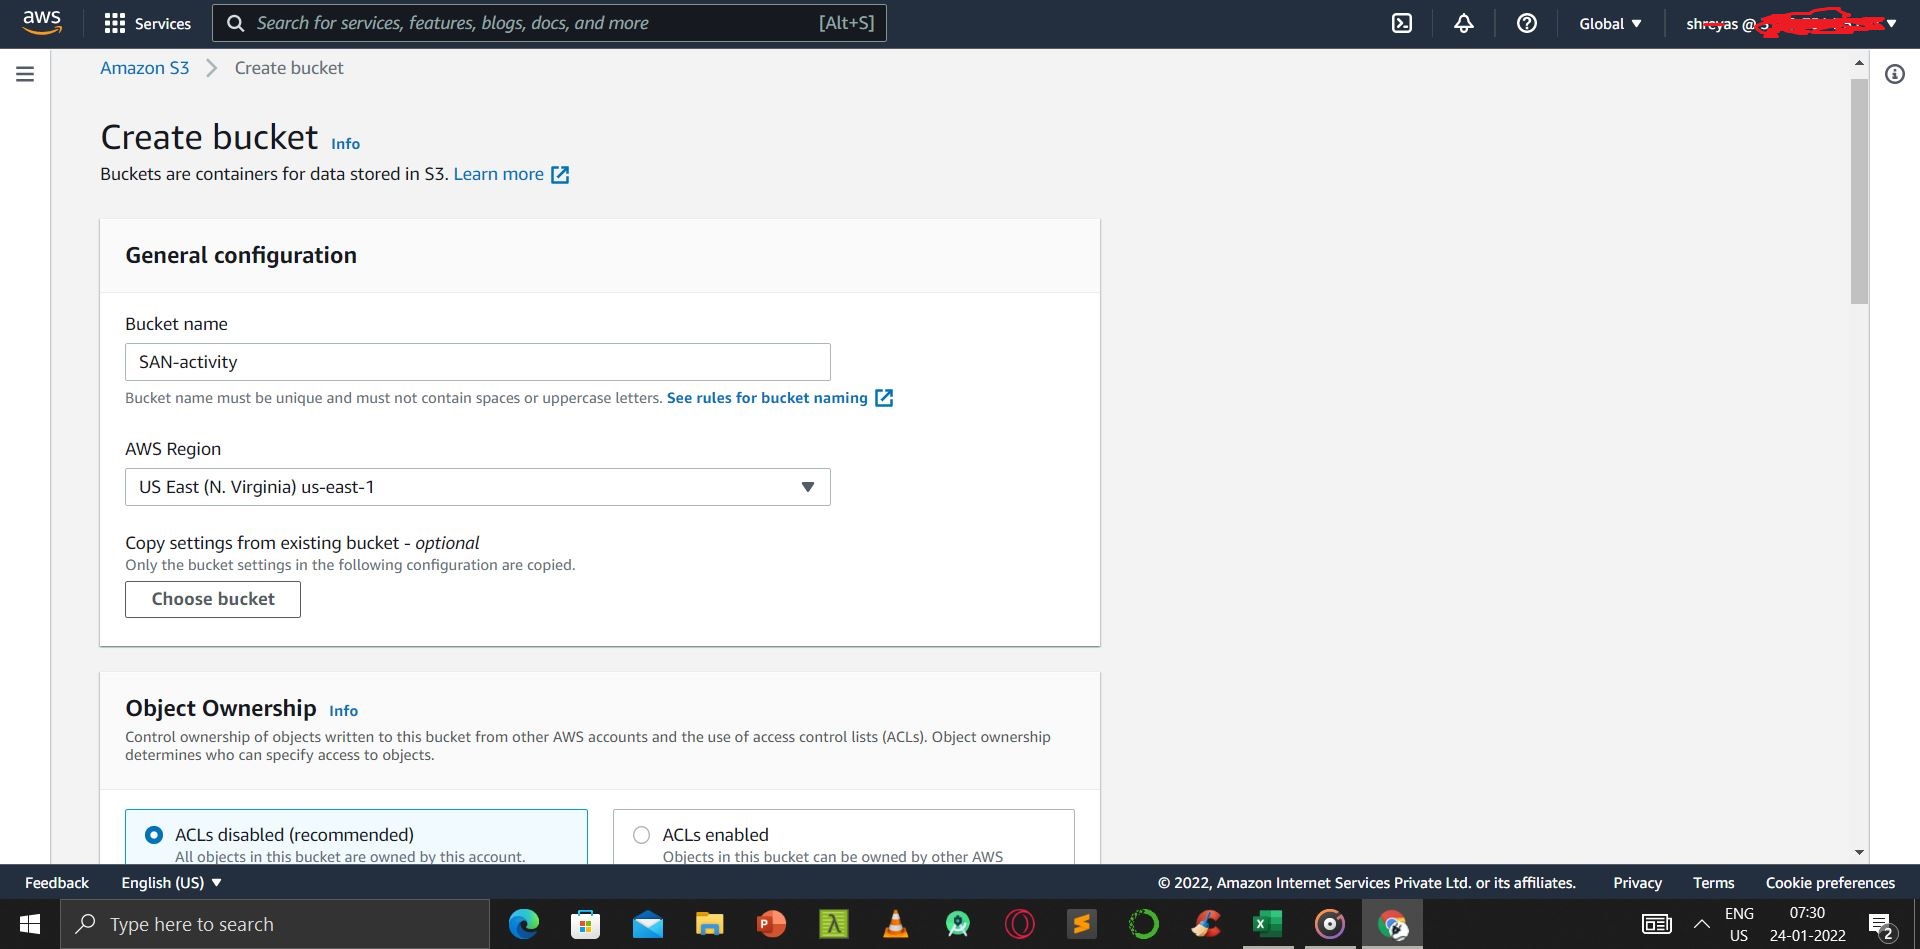 aws
Services
Search for services, features, blogs, docs, and more
[Alt+S]
Global
shreyas @
Amazon S3
Create bucket
Create bucket Info
Buckets are containers for data stored in S3. Learn more
General configuration
Bucket name
SAN-activity
Bucket name must be unique and must not contain spaces or uppercase letters. See rules for bucket naming
AWS Region
US East (N. Virginia) us-east-1
Copy settings from existing bucket - optional
Only the bucket settings in the following configuration are copied.
Choose bucket
Object Ownership Info
Control ownership of objects written to this bucket from other AWS accounts and the use of access control lists (ACLs). Object ownership
determines who can specify access to objects.
ACLs disabled (recommended)
All objects in this bucket are owned by this account.
ACLs enabled
Objects in this bucket can be owned by other AWS
Feedback
English (US)
© 2022, Amazon Internet Services Private Ltd. or its affiliates.
Privacy
Terms
Cookie preferences
Type here to search
ENG
US
07:30
24-01-2022
2